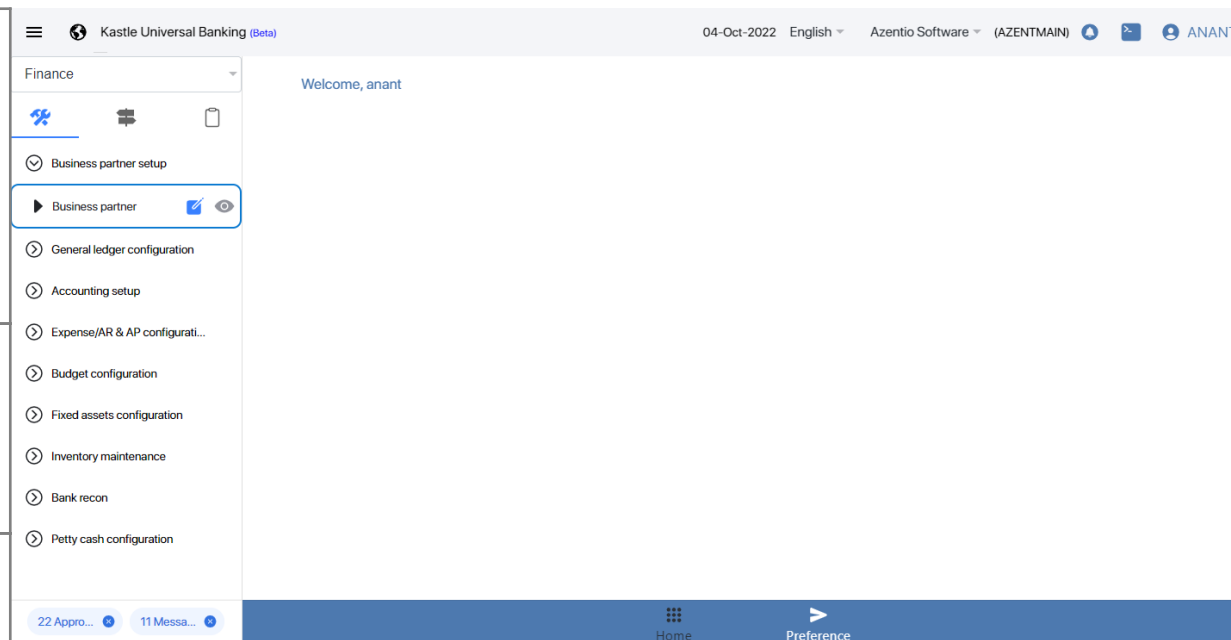 Kastle Universal Banking (Beta)
04-Oct-2022 English Azentio Software (AZENTMAIN) ANANT
Finance
Welcome, anant
Business partner setup
Business partner
General ledger configuration
Accounting setup
Expense/AR & AP configurati...
Budget configuration
Fixed assets configuration
Inventory maintenance
Bank recon
Petty cash configuration
22 Appro... 11 Messa...
Home Preference